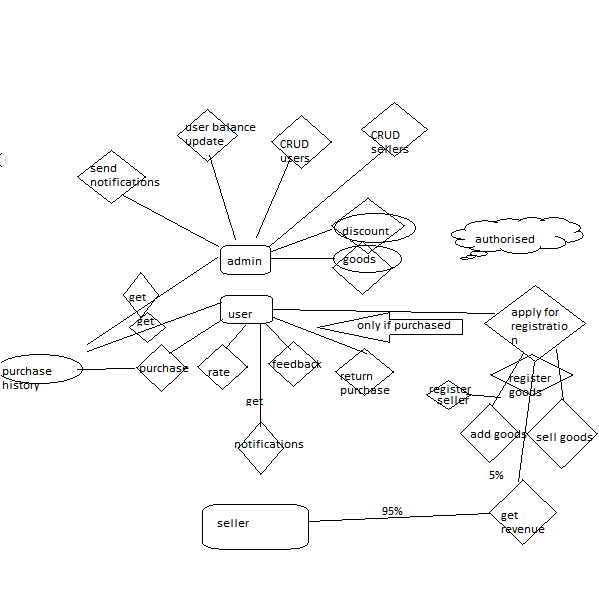 user balance
update
CRUD
users
CRUD
sellers
send
notifications
discount
authorised
admin
goods
get
get
user
only if purchased
apply for
registratio
n
purchase
history
purchase
rate
feedback
return
purchase
register
goods
register
seller
get
notifications
add goods
sell goods
5%
95%
seller
get
revenue